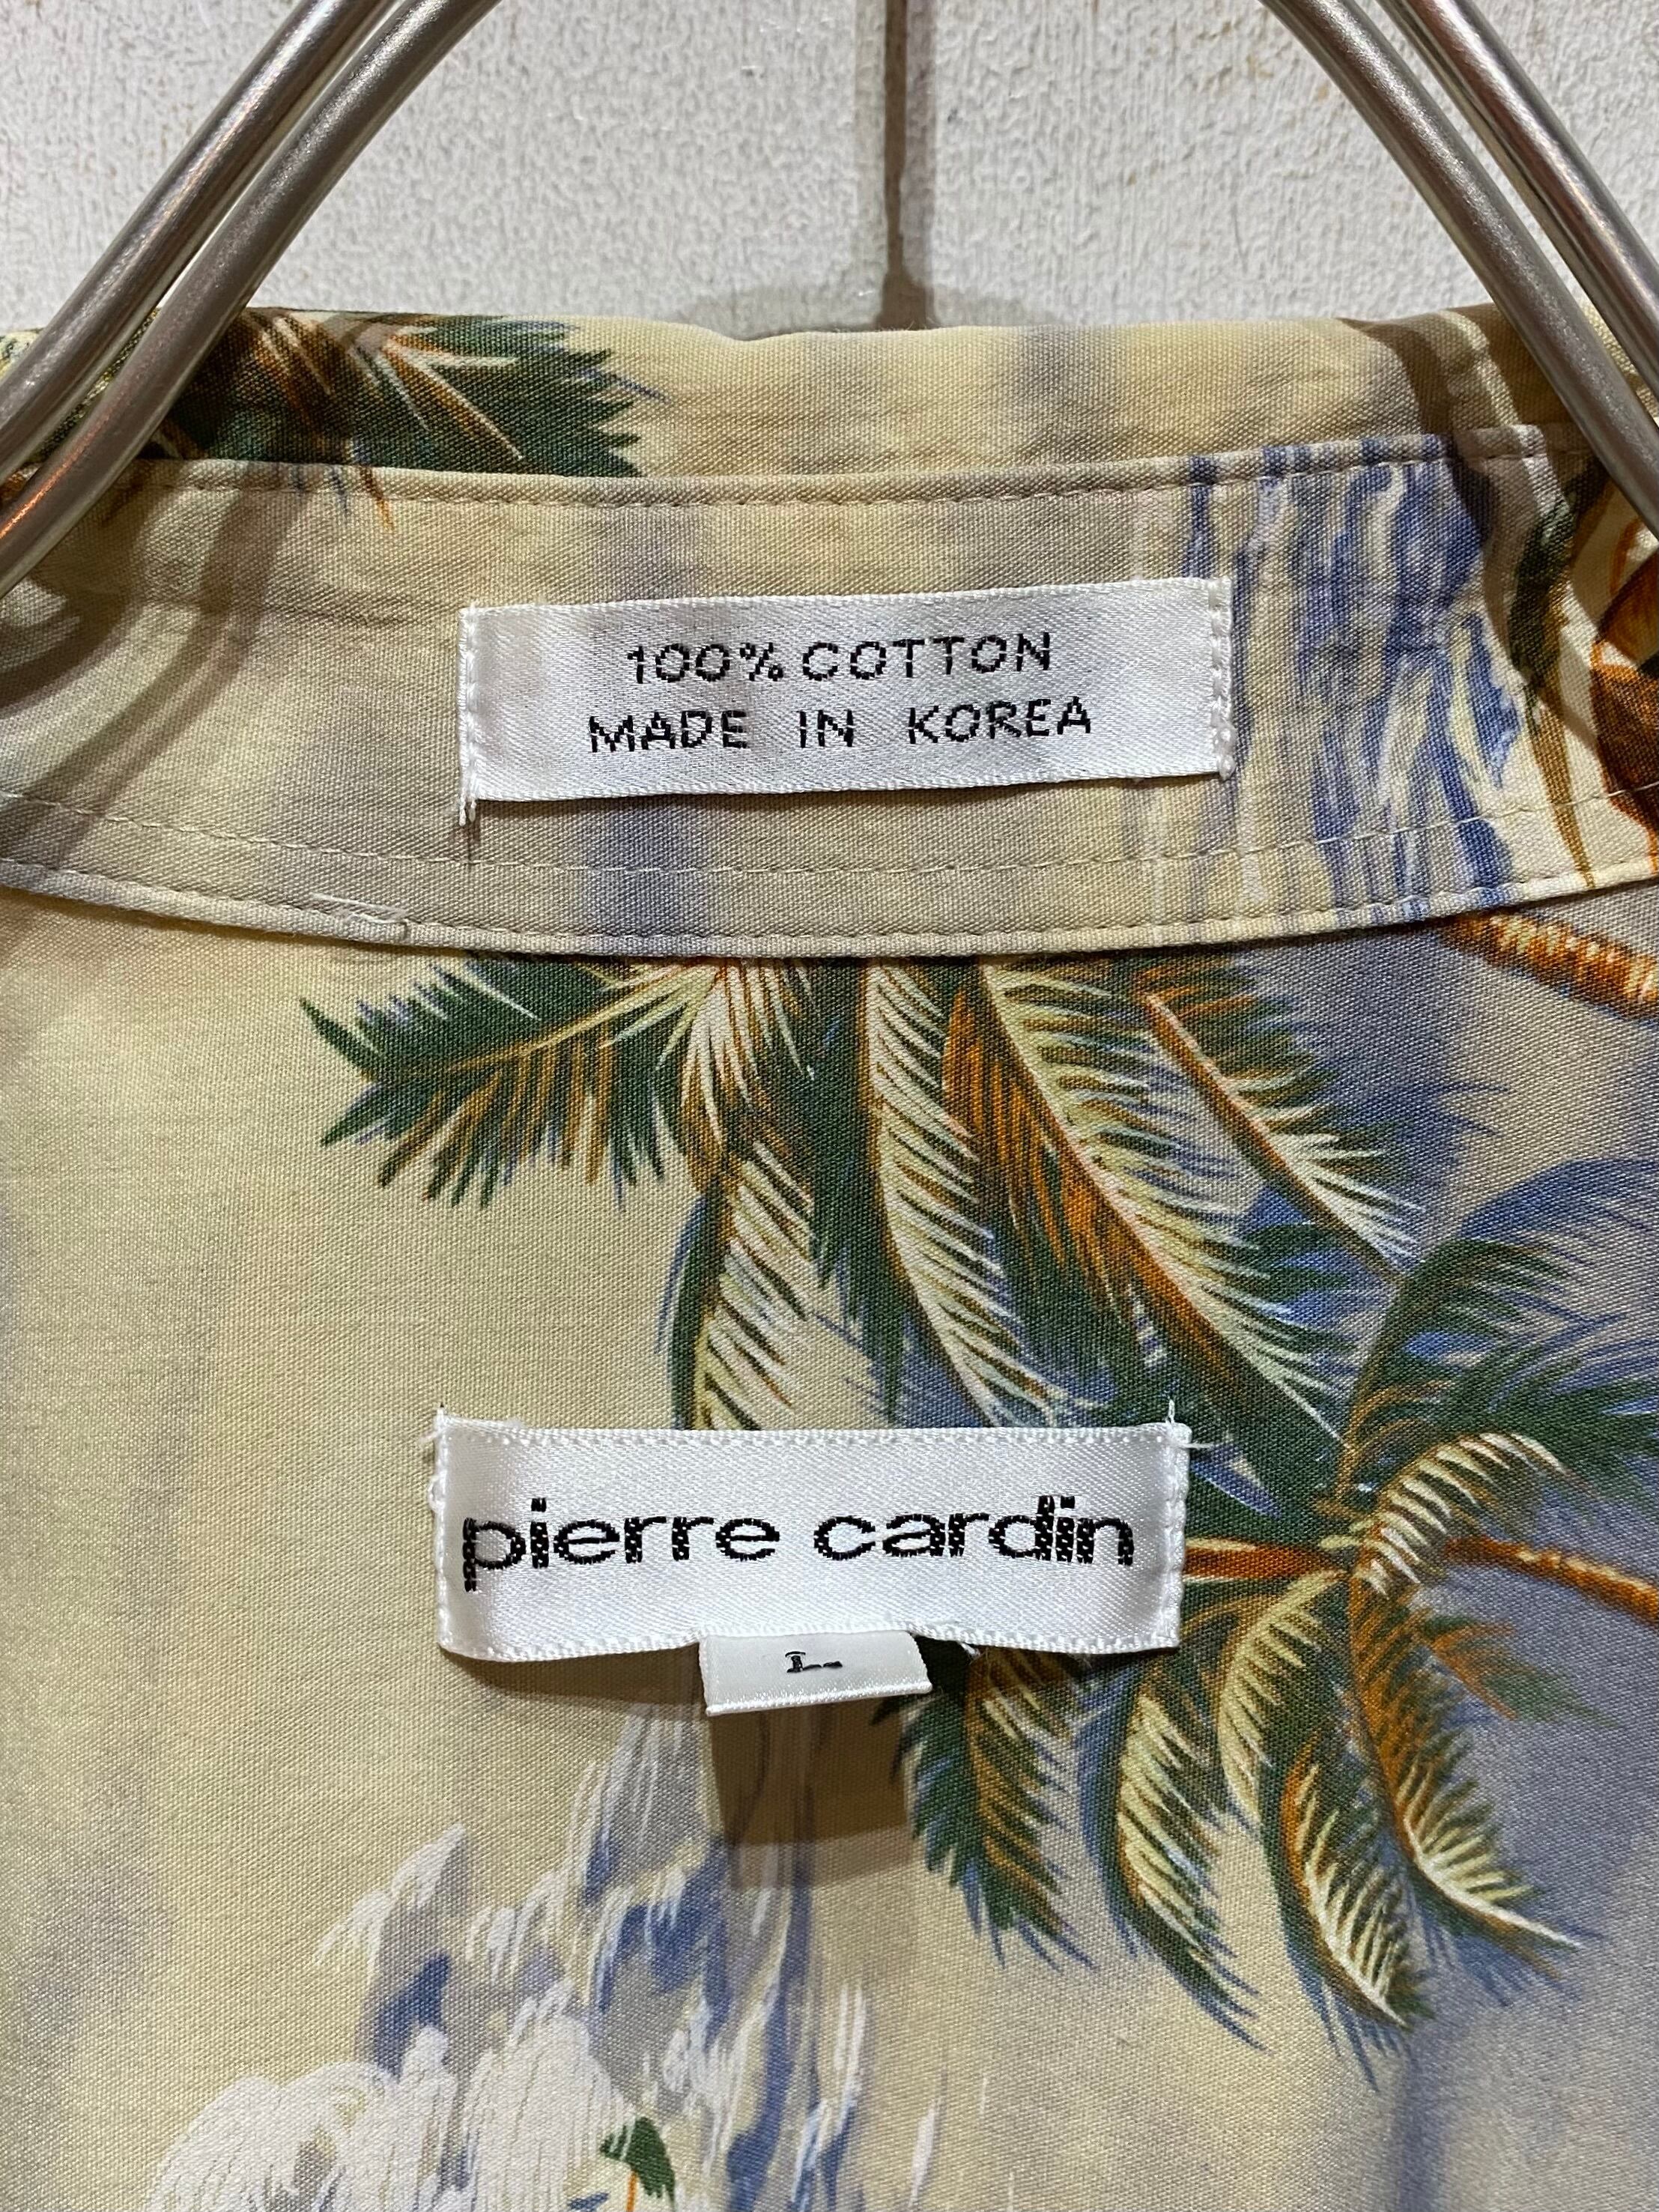 100% COTTON
MADE IN KOREA
pierre cardin
L